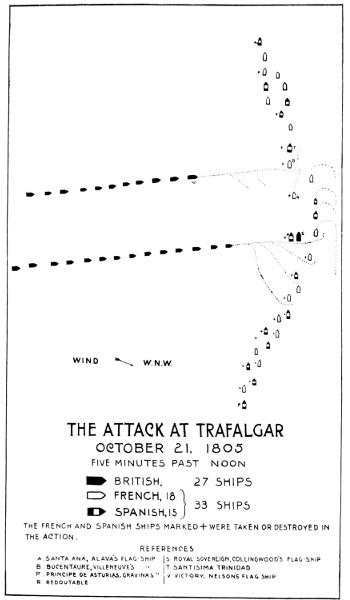 WIND W.N.W.
THE ATTACK AT TRAFALGAR
OCTOBER 21, 1805
FIVE MINUTES PAST NOON
BRITISH, 27 SHIPS
FRENCH, 18
33 SHIPS
SPANISH, 15
THE FRENCH AND SPANISH SHIPS MARKED + WERE TAKEN OR DESTROYED IN
THE ACTION.
REFERENCES
A. SANTA ANA, ALAVA'S FLAG-SHIP
B. BUCENTAURE, VILLENEUVE'S " "
P. PRINCIPE DE ASTURIAS, GRAVINA'S "
R. REDOUTABLE
S. ROYAL SOVEREIGN, COLLINGWOOD'S FLAG SHIP
T. SANTISIMA TRINIDAD
V. VICTORY, NELSONS FLAG SHIP